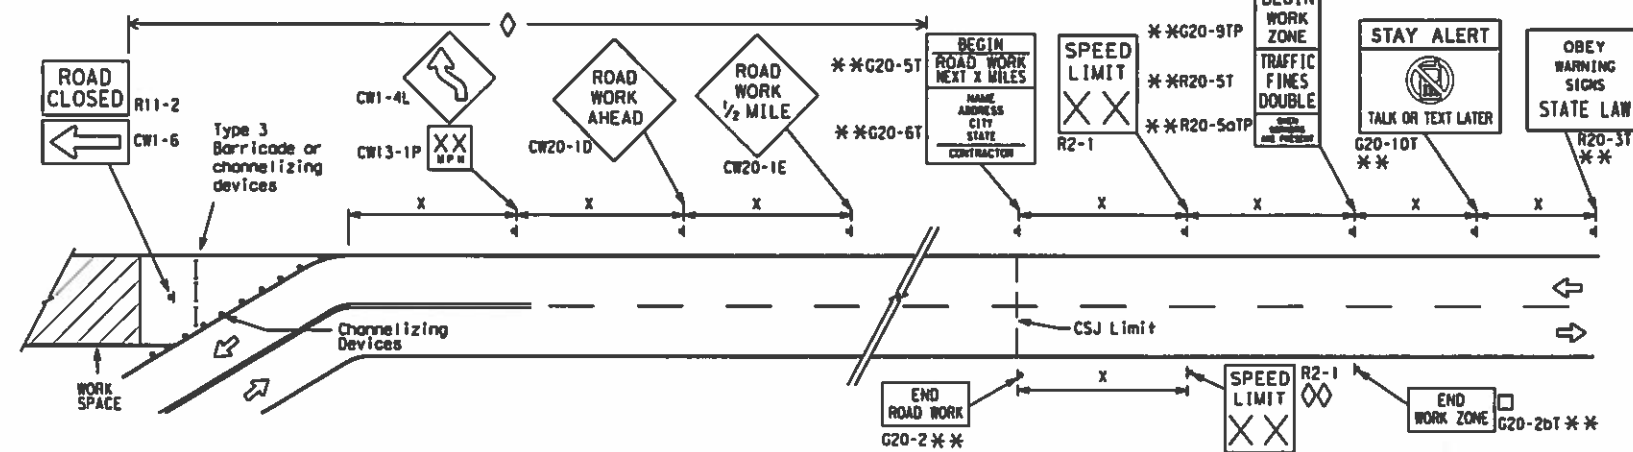 ROAD
CLOSED
R11-2
CW1-6
Type 3
Barricade or
channelizing
devices
CW1-4L
XX
MPH
CW13-1P
ROAD
WORK
AHEAD
CW20-1D
ROAD
WORK
1/2 MILE
CW20-1E
**G20-5T
BEGIN
ROAD WORK
NEXT X MILES
**G20-6T
NAME
ADDRESS
CITY
STATE
CONTRACTOR
SPEED
LIMIT
XX
R2-1
**G20-9TP
BEGIN
WORK
ZONE
**R20-5T
TRAFFIC
FINES
DOUBLE
**R20-5aTP
WHEN
WORKERS
ARE PRESENT
STAY ALERT
TALK OR TEXT LATER
G20-10T
**
OBEY
WARNING
SIGNS
STATE LAW
R20-3T
**
X
X
X
X
X
X
X
WORK
SPACE
Channelizing
Devices
CSJ Limit
END
ROAD WORK
G20-2 **
X
SPEED
LIMIT
XX
R2-1
END
WORK ZONE
G20-2bT **